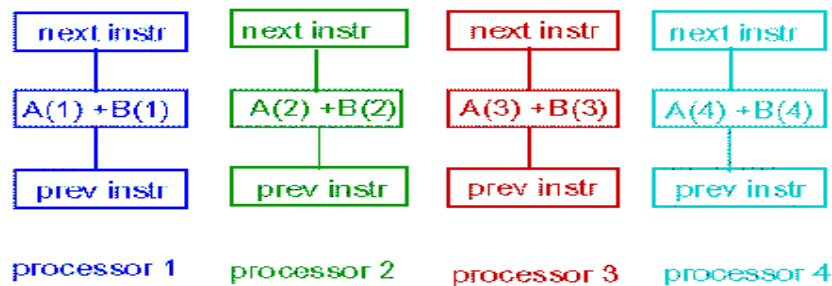 next instr next instr next instr next instr
A(1) +B(1) A(2) +B(2) A(3) +B(3) A(4) +B(4)
prev instr prev instr prev instr prev instr
processor 1 processor 2 processor 3 processor 4